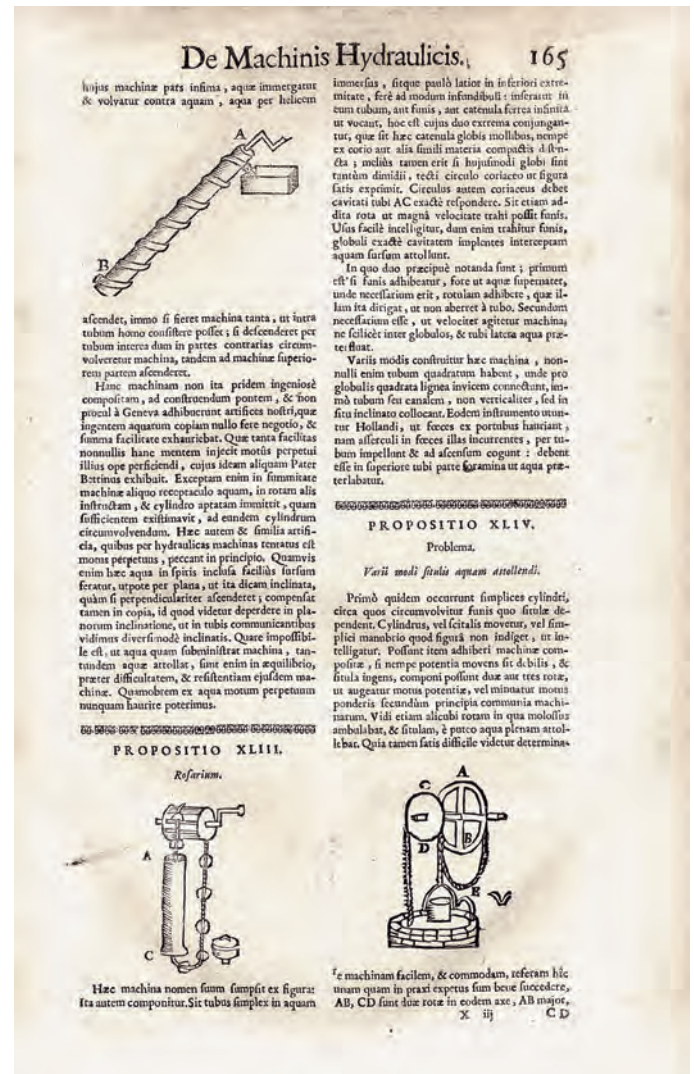 De Machinis Hydraulicis. 165
hujus machinæ pars infima, aquæ immergatur
& volvatur contra aquam, aqua per helicem
A
B
ascendet, immo si fieret machina tanta, ut intra
tubum homo consistere posset; si descenderet per
tubum interea dum in partes contrarias circum-
volveretur machina, tandem ad machinæ superio-
rem partem ascenderet.
Hanc machinam non ita pridem ingeniosè
compositam, ad construendum pontem, & non
procul à Geneva adhibuerunt artifices nostri, quæ
ingentem aquarum copiam nullo fere negotio, &
summa facilitate exhauriebat. Quæ tanta facilitas
nonnullis hanc mentem injecit motûs perpetui
illius ope perficiendi, cujus ideam aliquam Pater
Bettinus exhibuit. Exceptam enim in summitate
machinæ aliquo receptaculo aquam, in rotam alis
instructam, & cylindro aptatam immittit, quam
sufficientem existimavit, ad eundem cylindrum
circumvolvendum. Hæc autem & similia artifi-
cia, quibus per hydraulicas machinas tentatus est
motus perpetuus, peccant in principio. Quamvis
enim hæc aqua in spiris inclusa faciliùs sursum
feratur, utpote per plana, ut ita dicam inclinata,
quàm si perpendiculariter ascenderet; compensat
tamen in copia, id quod videtur deperdere in pla-
norum inclinatione, ut in tubis communicantibus
vidimus diversimodè inclinatis. Quare impossibi-
le est, ut aqua quam subministrat machina, tan-
tundem aquæ attollat, sunt enim in æquilibrio,
præter difficultatem, & resistentiam ejusdem ma-
chinæ. Quamobrem ex aqua motum perpetuum
nunquam haurire poterimus.
PROPOSITIO XLIII.
Rosarium.
A
C
Hæc machina nomen suum sumpsit ex figura:
Ita autem componitur. Sit tubus simplex in aquam
immersus, sitque paulò latior in inferiori extre-
mitate, ferè ad modum infundibuli: inseratur in
eum tubum, aut funis, aut catenula ferrea infinita
ut vocant, hoc est cujus duo extrema conjungan-
tur, quæ sit hæc catenula globis mollibus, nempe
ex corio aut alia simili materia compactis distin-
cta; meliùs tamen erit si hujusmodi globi sint
tantùm dimidii, tecti circulo coriaceo ut figura
satis exprimit. Circulus autem coriaceus debet
cavitati tubi AC exactè respondere. Sit etiam ad-
dita rota ut magnâ velocitate trahi possit funis.
Usus facilè intelligitur, dum enim trahitur funis,
globuli exactè cavitatem implentes interceptam
aquam sursum attollunt.
In quo duo præcipuè notanda sunt; primum
est si funis adhibeatur, fore ut aquæ supernatet,
unde necessarium erit, rotulam adhibere, quæ il-
lam ita dirigat, ut non aberret à tubo. Secundum
necessarium esse, ut velociter agitetur machina,
ne scilicèt inter globulos, & tubi latera aqua præ-
terfluat.
Variis modis construitur hæc machina, non-
nulli enim tubum quadratum habent, unde pro
globulis quadrata lignea invicem connectunt, im-
mò tubum seu canalem, non verticaliter, sed in
situ inclinato collocant. Eodem instrumento utun-
tur Hollandi, ut fœces ex portubus hauriant,
nam asserculi in fœces illas incurrentes, per tu-
bum impellunt & ad ascensum cogunt: debent
esse in superiore tubi parte foramina ut aqua præ-
terlabatur.
PROPOSITIO XLIV.
Problema.
Varii modi situlis aquam attollendi.
Primò quidem occurrunt simplices cylindri,
circa quos circumvolvitur funis quo situlæ de-
pendent. Cylindrus, vel scitalis movetur, vel sim-
plici manubrio quod figurâ non indiget, ut in-
telligatur. Possunt item adhiberi machinæ com-
positæ, si nempe potentia movens sit debilis, &
situla ingens, componi possunt duæ aut tres rotæ,
ut augeatur motus potentiæ, vel minuatur motus
ponderis secundùm principia communia machi-
narum. Vidi etiam alicubi rotam in qua molossus
ambulabat, & situlam, è puteo aqua plenam attol-
lebat. Quia tamen satis difficile videtur determina-
A
C
B
D
E
re machinam facilem, & commodam, referam hîc
unam quam in praxi expertus sum bene succedere,
AB, CD sunt duæ rotæ in eodem axe, AB major,
X iij CD